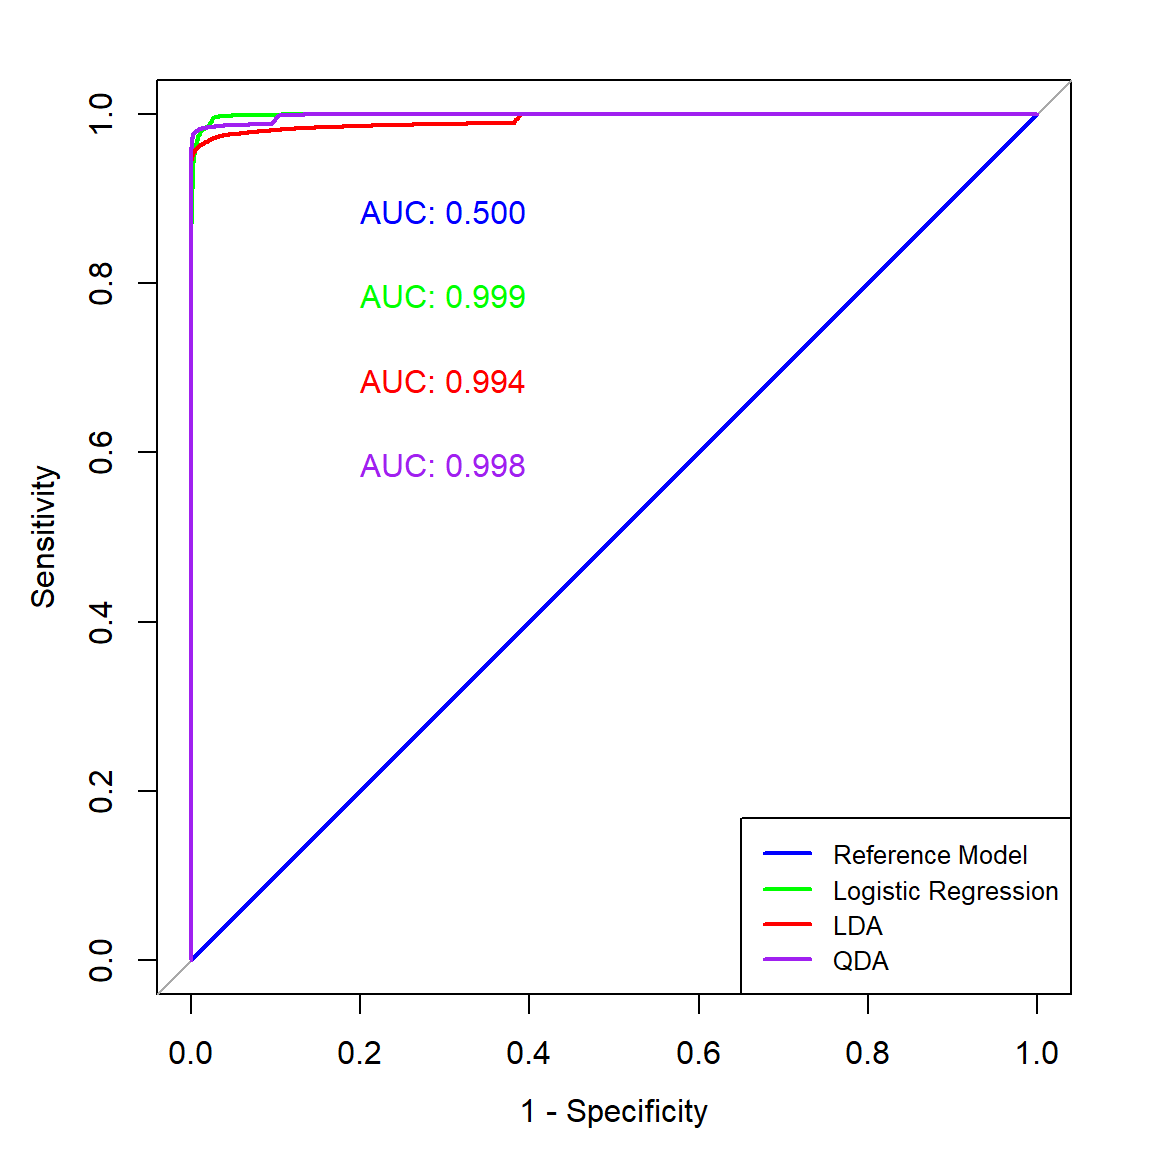 1.0
0.8
0.6
0.4
0.2
0.0
Sensitivity
AUC: 0.500
AUC: 0.999
AUC: 0.994
AUC: 0.998
Reference Model
Logistic Regression
LDA
QDA
0.0 0.2 0.4 0.6 0.8 1.0
1 - Specificity